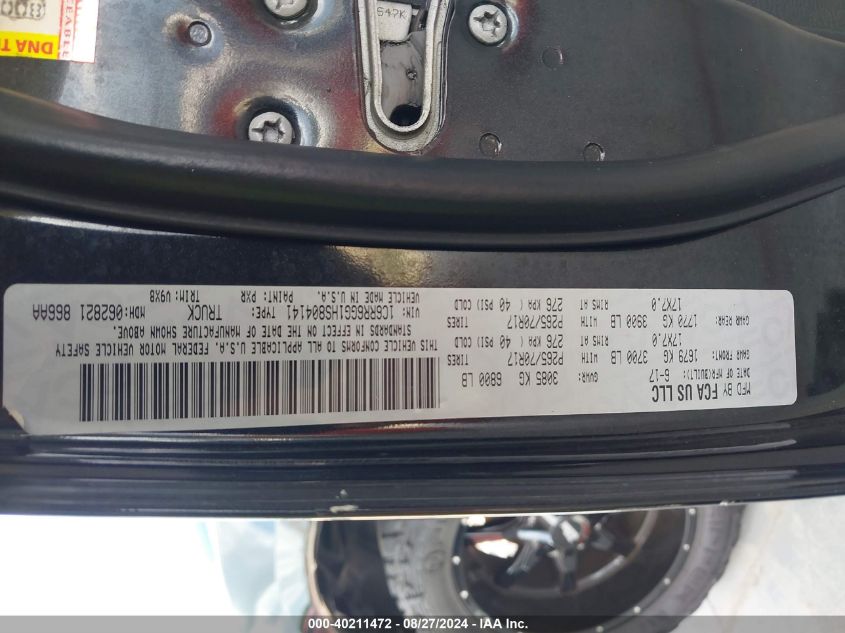 MFD BY FCA US LLC
DATE OF MFR(BUILT): 6-17 GVWR: 3085 KG 6800 LB
GAWR FRONT: 1679 KG 3700 LB WITH P265/70R17 TIRES
17X7.0 RIMS AT 276 KPA ( 40 PSI) COLD
GAWR REAR: 1770 KG 3900 LB WITH P265/70R17 TIRES
17X7.0 RIMS AT 276 KPA ( 40 PSI) COLD
THIS VEHICLE CONFORMS TO ALL APPLICABLE U.S.A. FEDERAL MOTOR VEHICLE SAFETY
STANDARDS IN EFFECT ON THE DATE OF MANUFACTURE SHOWN ABOVE.
VIN: 1C6RR6GG1HS804141 TYPE: TRUCK MDH:062821 866AA
VEHICLE MADE IN U.S.A. PAINT: PXR TRIM: V9X8
DNA
547K
000-40211472 - 08/27/2024 - IAA Inc.